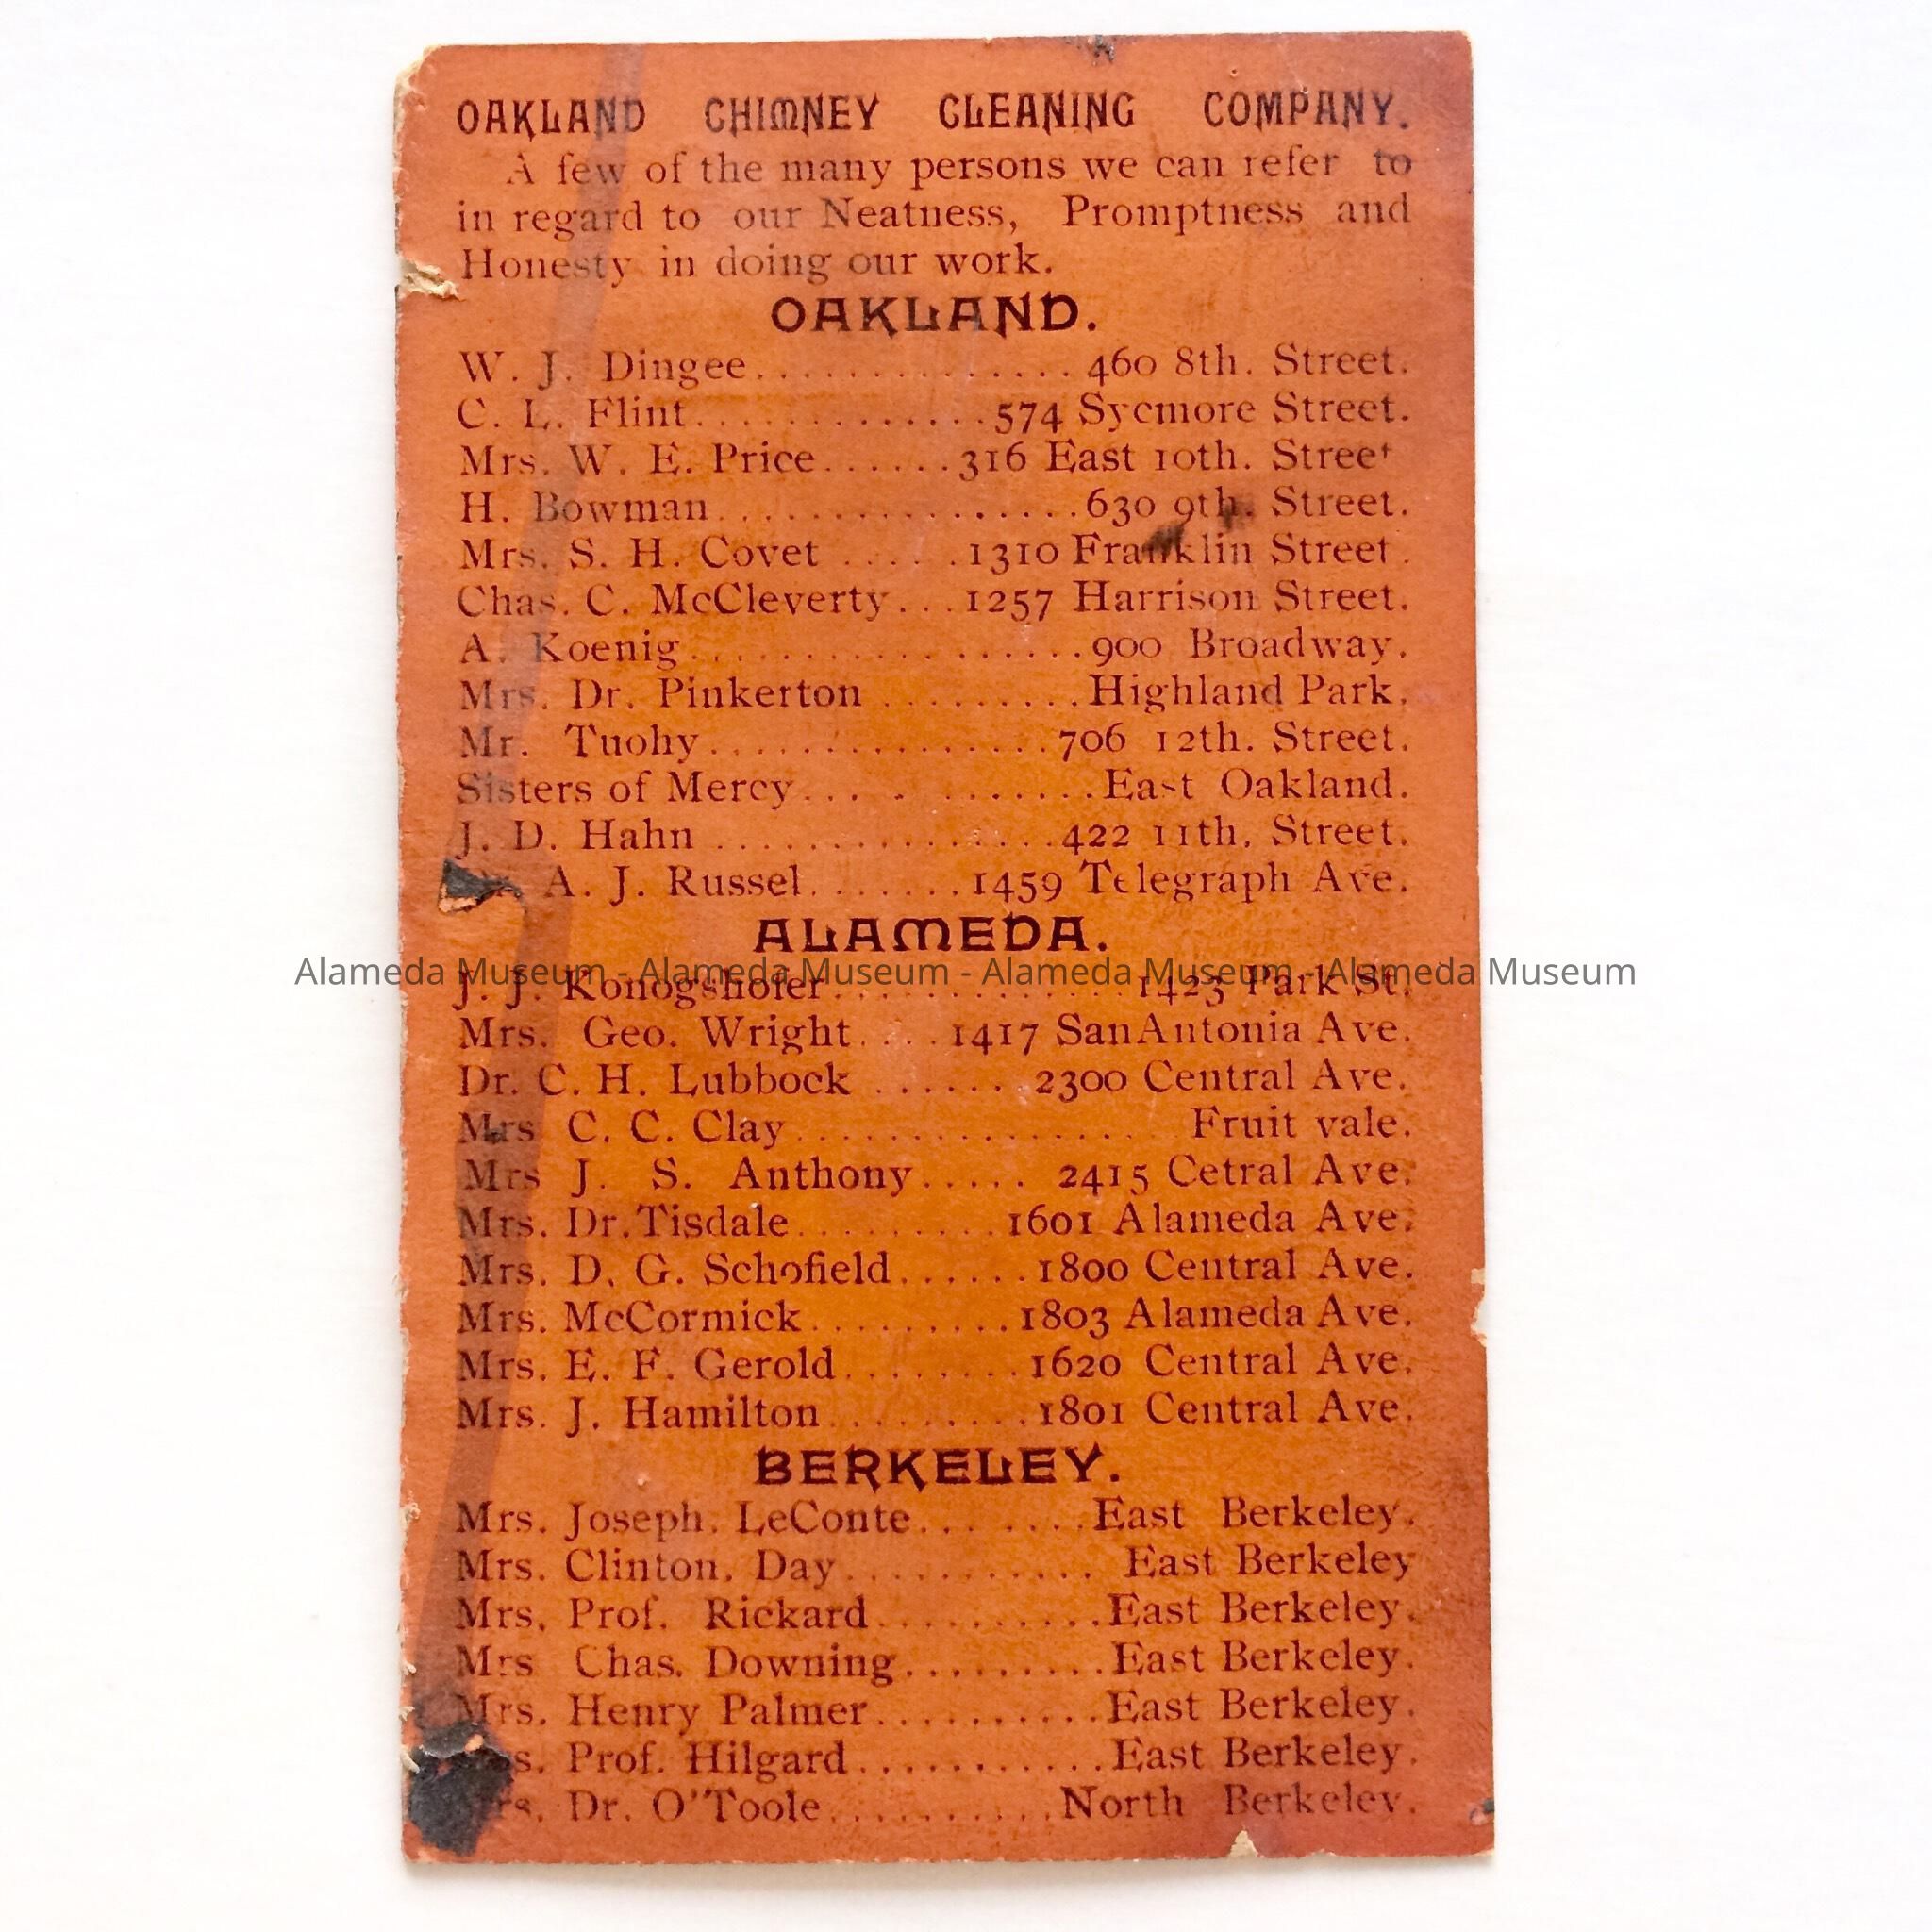 OAKLAND CHIMNEY CLEANING COMPANY.
A few of the many persons we can refer to
in regard to our Neatness, Promptness and
Honesty in doing our work.
OAKLAND.
W. J. Dingee.............. 460 8th. Street.
C. L. Flint.............574 Sycmore Street.
Mrs. W. E. Price......316 East 10th. Street
H. Bowman................630 9th. Street.
Mrs. S. H. Covet .....1310 Franklin Street.
Chas. C. McCleverty...1257 Harrison Street.
A. Koenig.................900 Broadway.
Mrs. Dr. Pinkerton .........Highland Park.
Mr. Tuohy...............706 12th. Street.
Sisters of Mercy... . .......East Oakland.
J. D. Hahn ...............422 11th, Street.
A. J. Russel.......1459 Telegraph Ave.
ALAMEDA.
Alameda Museum - Alameda Museum - Alameda Museum - Alameda Museum
J. J. Konogshofer..............1423 Park St.
Mrs. Geo. Wright....1417 SanAntonia Ave.
Dr. C. H. Lubbock ...... 2300 Central Ave.
Mrs C. C. Clay............... Fruit vale.
Mrs J. S. Anthony..... 2415 Cetral Ave.
Mrs. Dr. Tisdale.........1601 Alameda Ave.
Mrs. D. G. Schofield......1800 Central Ave.
Mrs. McCormick.........1803 Alameda Ave.
Mrs. E. F. Gerold........1620 Central Ave.
Mrs. J. Hamilton.........1801 Central Ave.
BERKELEY.
Mrs. Joseph. LeConte.. .....East Berkeley.
Mrs. Clinton. Day........... East Berkeley
Mrs. Prof. Rickard..........East Berkeley.
Mrs Chas. Downing.........East Berkeley.
Mrs. Henry Palmer..........East Berkeley.
Prof. Hilgard...........East Berkeley.
Dr. O'Toole..........North Berkeley.